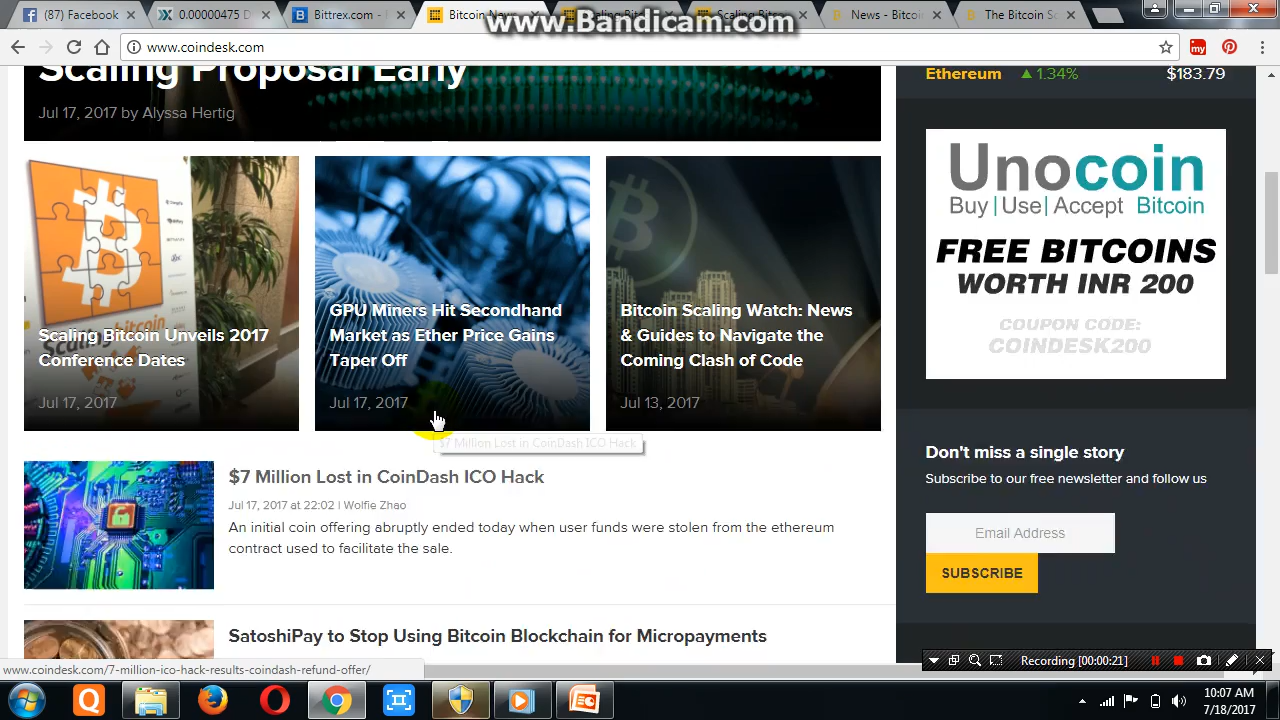 (87) Facebook
0.00000475 D
Bittrex.com -
Bitcoin News
Scaling Bitcoin
News - Bitcoin
The Bitcoin Sc
www.Bandicam.com
www.coindesk.com
my
Scaling Proposal Early
Jul 17, 2017 by Alyssa Hertig
Ethereum ▲ 1.34% $183.79
Scaling Bitcoin Unveils 2017
Conference Dates
Jul 17, 2017
GPU Miners Hit Secondhand
Market as Ether Price Gains
Taper Off
Jul 17, 2017
Bitcoin Scaling Watch: News
& Guides to Navigate the
Coming Clash of Code
Jul 13, 2017
Unocoin
Buy | Use | Accept Bitcoin
FREE BITCOINS
WORTH INR 200
COUPON CODE:
COINDESK200
$7 Million Lost in CoinDash ICO Hack
$7 Million Lost in CoinDash ICO Hack
Jul 17, 2017 at 22:02 | Wolfie Zhao
An initial coin offering abruptly ended today when user funds were stolen from the ethereum
contract used to facilitate the sale.
SatoshiPay to Stop Using Bitcoin Blockchain for Micropayments
Don't miss a single story
Subscribe to our free newsletter and follow us
Email Address
SUBSCRIBE
www.coindesk.com/7-million-ico-hack-results-coindash-refund-offer/
Recording [00:00:21]
10:07 AM
7/18/2017